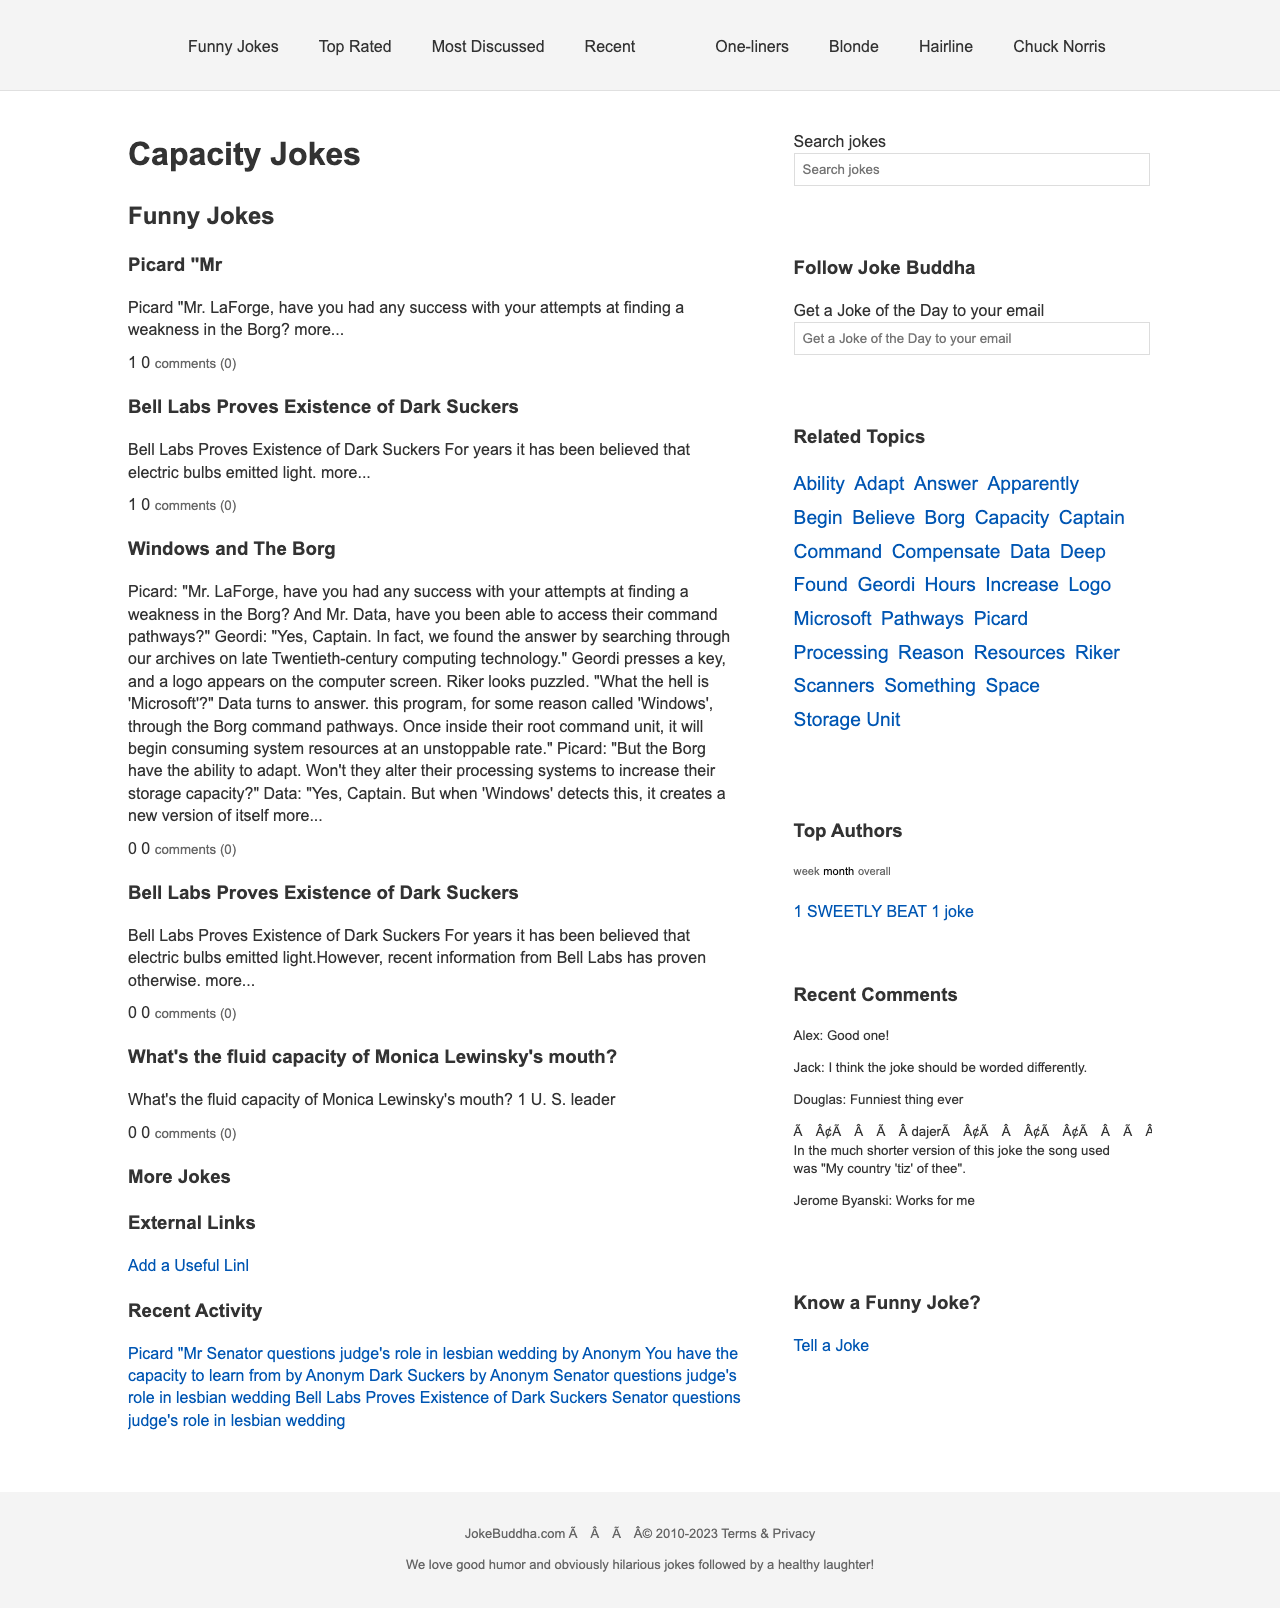 Funny Jokes Top Rated Most Discussed Recent One-liners Blonde Hairline Chuck Norris
Capacity Jokes
Funny Jokes
Picard "Mr
Picard "Mr. LaForge, have you had any success with your attempts at finding a
weakness in the Borg? more...
1 0 comments (0)
Bell Labs Proves Existence of Dark Suckers
Bell Labs Proves Existence of Dark Suckers For years it has been believed that
electric bulbs emitted light. more...
1 0 comments (0)
Windows and The Borg
Picard: "Mr. LaForge, have you had any success with your attempts at finding a
weakness in the Borg? And Mr. Data, have you been able to access their command
pathways?" Geordi: "Yes, Captain. In fact, we found the answer by searching through
our archives on late Twentieth-century computing technology." Geordi presses a key,
and a logo appears on the computer screen. Riker looks puzzled. "What the hell is
'Microsoft'?" Data turns to answer. this program, for some reason called 'Windows',
through the Borg command pathways. Once inside their root command unit, it will
begin consuming system resources at an unstoppable rate." Picard: "But the Borg
have the ability to adapt. Won't they alter their processing systems to increase their
storage capacity?" Data: "Yes, Captain. But when 'Windows' detects this, it creates a
new version of itself more...
0 0 comments (0)
Bell Labs Proves Existence of Dark Suckers
Bell Labs Proves Existence of Dark Suckers For years it has been believed that
electric bulbs emitted light.However, recent information from Bell Labs has proven
otherwise. more...
0 0 comments (0)
What's the fluid capacity of Monica Lewinsky's mouth?
What's the fluid capacity of Monica Lewinsky's mouth? 1 U. S. leader
0 0 comments (0)
More Jokes
External Links
Add a Useful Linl
Recent Activity
Picard "Mr Senator questions judge's role in lesbian wedding by Anonym You have the
capacity to learn from by Anonym Dark Suckers by Anonym Senator questions judge's
role in lesbian wedding Bell Labs Proves Existence of Dark Suckers Senator questions
judge's role in lesbian wedding
Search jokes
Search jokes
Follow Joke Buddha
Get a Joke of the Day to your email
Get a Joke of the Day to your email
Related Topics
Ability Adapt Answer Apparently
Begin Believe Borg Capacity Captain
Command Compensate Data Deep
Found Geordi Hours Increase Logo
Microsoft Pathways Picard
Processing Reason Resources Riker
Scanners Something Space
Storage Unit
Top Authors
week month overall
1 SWEETLY BEAT 1 joke
Recent Comments
Alex: Good one!
Jack: I think the joke should be worded differently.
Douglas: Funniest thing ever
Ã Â¢Ã Â Ã Â dajerÃ Â¢Ã Â Â¢Ã Â¢Ã Â Ã Â
In the much shorter version of this joke the song used
was "My country 'tiz' of thee".
Jerome Byanski: Works for me
Know a Funny Joke?
Tell a Joke
JokeBuddha.com Ã Â Ã Â© 2010-2023 Terms & Privacy
We love good humor and obviously hilarious jokes followed by a healthy laughter!